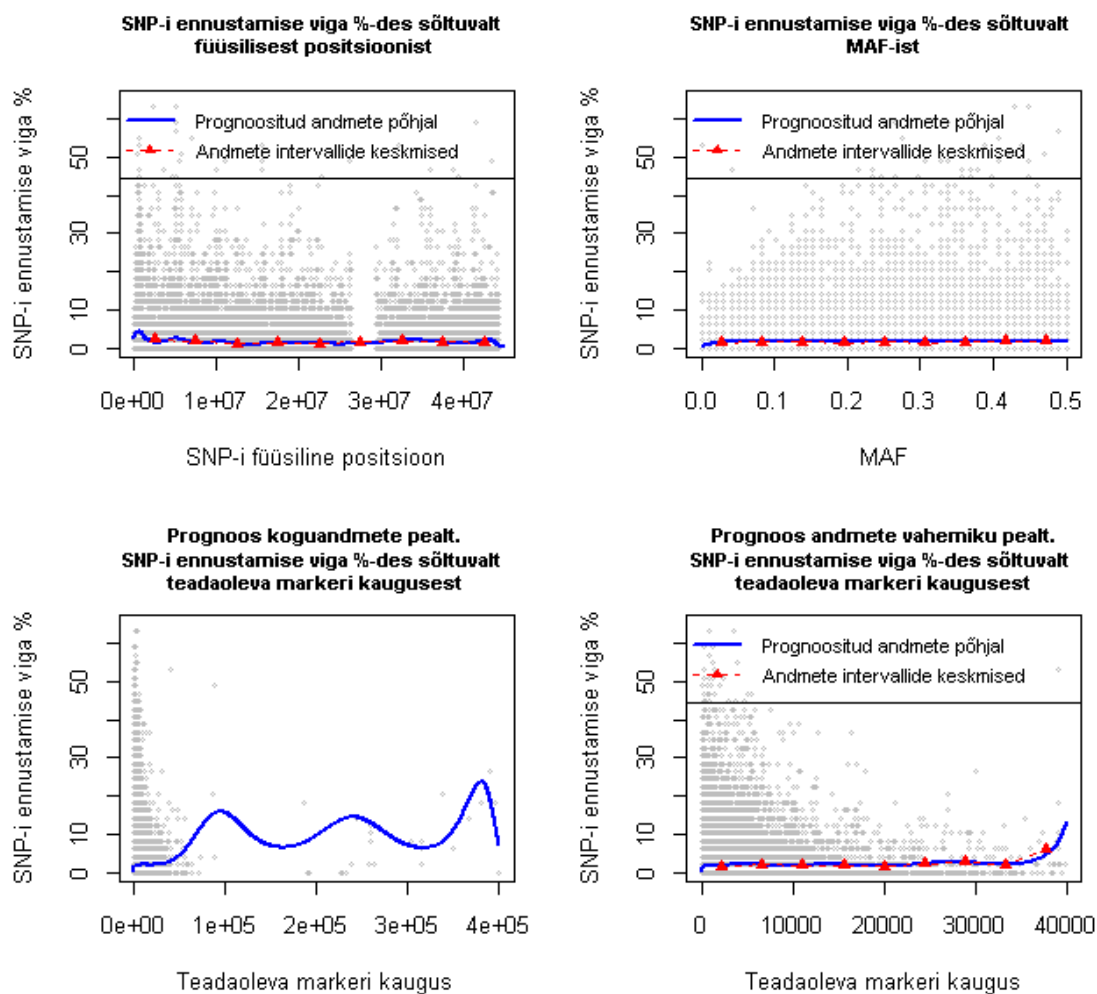 SNP-i ennustamise viga %-des sõltuvalt
füüsilisest positsioonist
SNP-i ennustamise viga %
Prognoositud andmete põhjal
Andmete intervallide keskmised
0 10 30 50
0e+00 1e+07 2e+07 3e+07 4e+07
SNP-i füüsiline positsioon
SNP-i ennustamise viga %-des sõltuvalt
MAF-ist
SNP-i ennustamise viga %
Prognoositud andmete põhjal
Andmete intervallide keskmised
0 10 30 50
0.0 0.1 0.2 0.3 0.4 0.5
MAF
Prognoos koguandmete pealt.
SNP-i ennustamise viga %-des sõltuvalt
teadaoleva markeri kaugusest
SNP-i ennustamise viga %
0 10 30 50
0e+00 1e+05 2e+05 3e+05 4e+05
Teadaoleva markeri kaugus
Prognoos andmete vahemiku pealt.
SNP-i ennustamise viga %-des sõltuvalt
teadaoleva markeri kaugusest
SNP-i ennustamise viga %
Prognoositud andmete põhjal
Andmete intervallide keskmised
0 10 30 50
0 10000 20000 30000 40000
Teadaoleva markeri kaugus